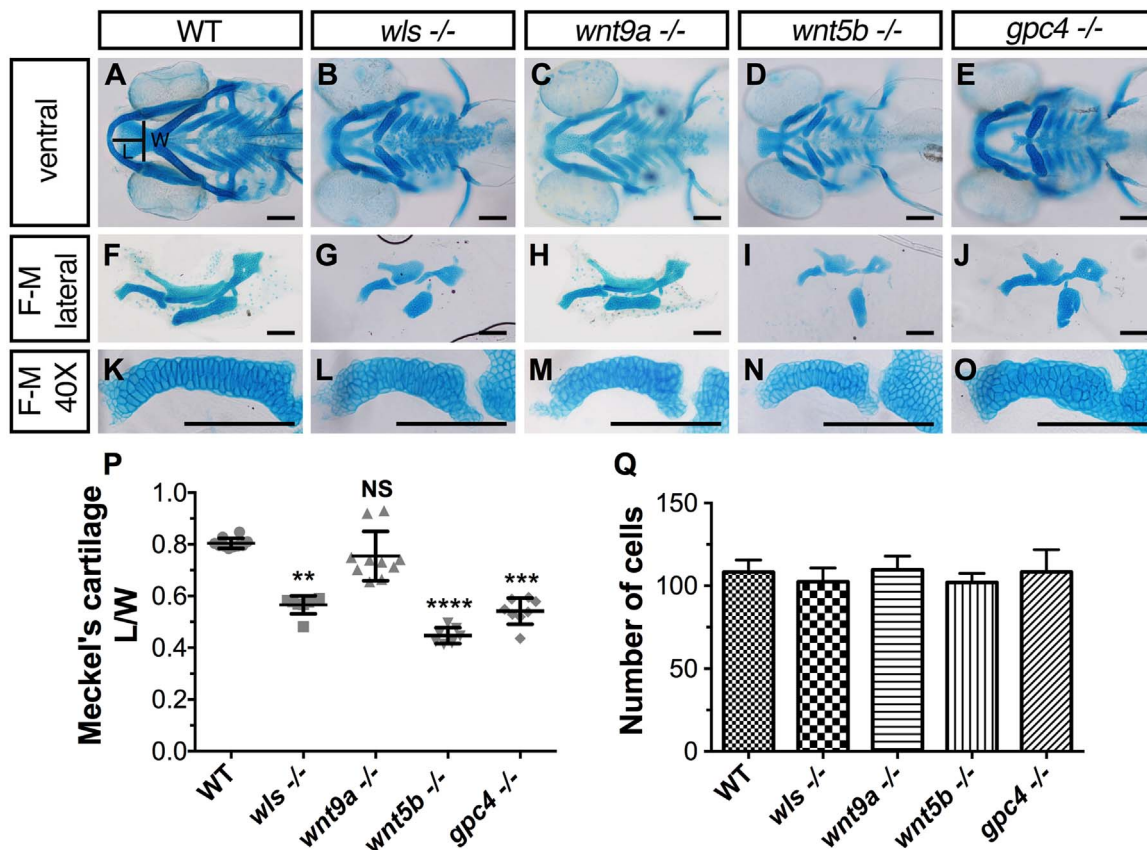 WT
wls -/-
wnt9a -/-
wnt5b -/-
gpc4 -/-
ventral
A
B
C
D
E
L
W
F-M
lateral
F
G
H
I
J
F-M
40X
K
L
M
N
O
P
Meckel's cartilage
L/W
1.0
0.8
0.6
0.4
0.2
0.0
**
NS
****
***
WT
wls -/-
wnt9a -/-
wnt5b -/-
gpc4 -/-
Q
Number of cells
150
100
50
0
WT
wls -/-
wnt9a -/-
wnt5b -/-
gpc4 -/-